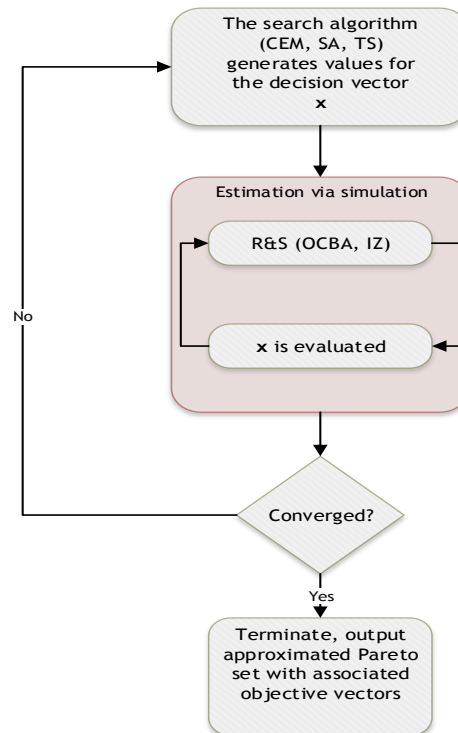 The search algorithm
(CEM, SA, TS)
generates values for
the decision vector
x
Estimation via simulation
R&S (OCBA, IZ)
x is evaluated
No
Converged?
Yes
Terminate, output
approximated Pareto
set with associated
objective vectors